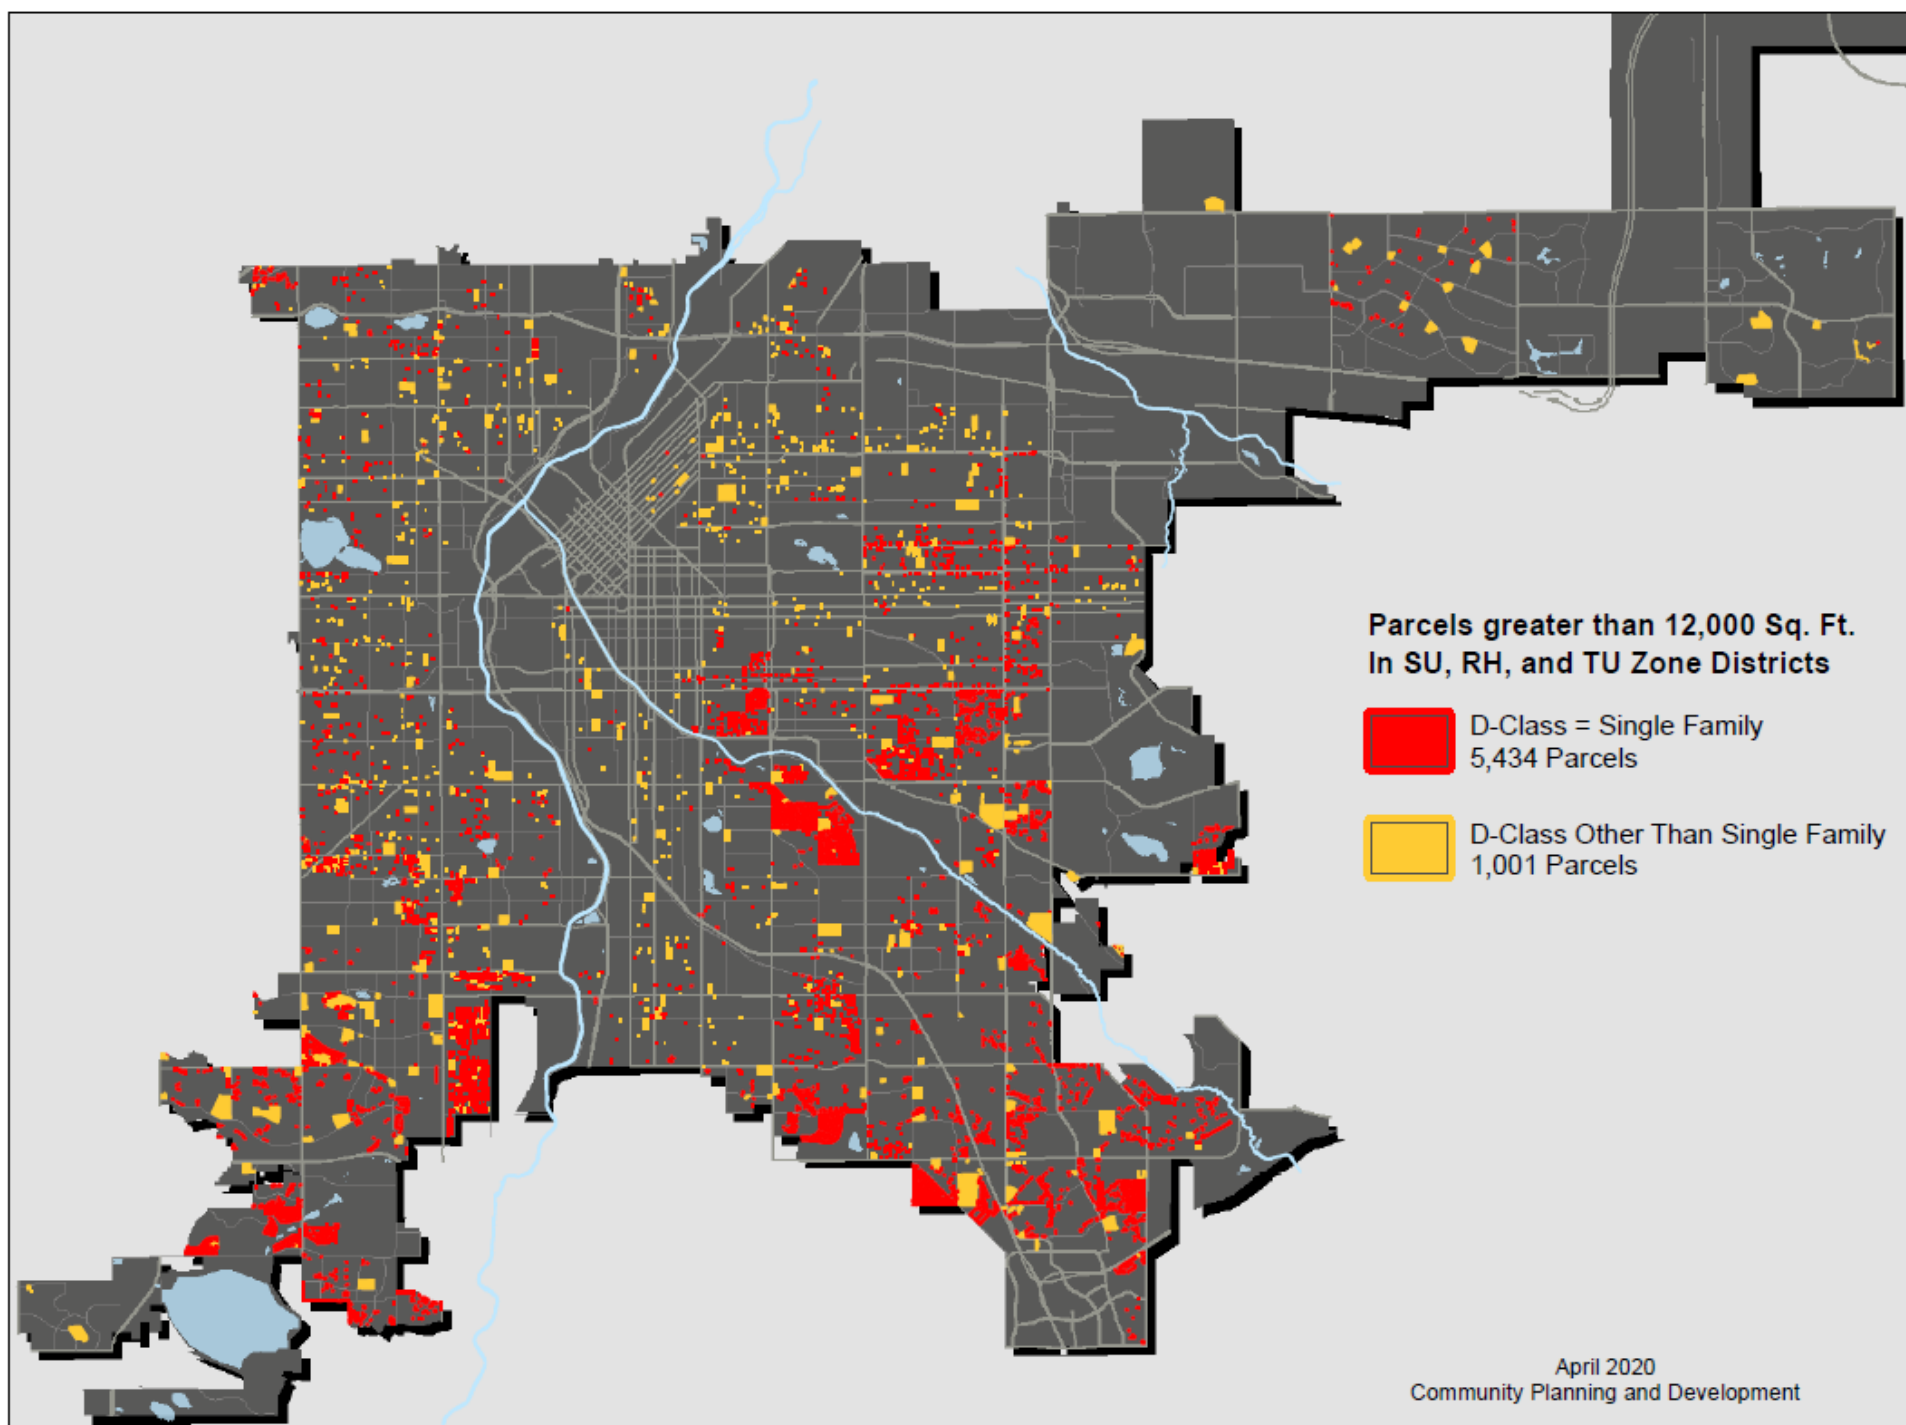 Parcels greater than 12,000 Sq. Ft.
In SU, RH, and TU Zone Districts
D-Class = Single Family
5,434 Parcels
D-Class Other Than Single Family
1,001 Parcels
April 2020
Community Planning and Development